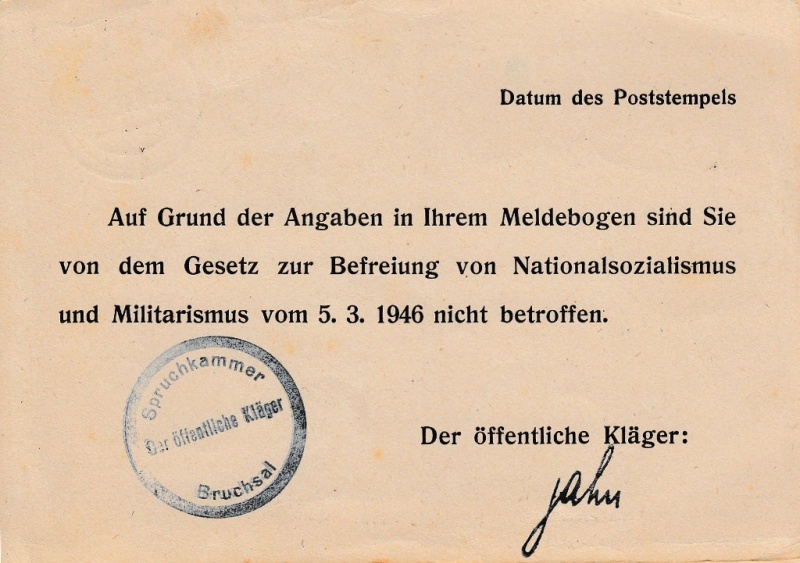 Datum des Poststempels
Auf Grund der Angaben in Ihrem Meldebogen sind Sie
von dem Gesetz zur Befreiung von Nationalsozialismus
und Militarismus vom 5. 3. 1946 nicht betroffen.
Spruchkammer
Der öffentliche Kläger
Bruchsal
Der öffentliche Kläger:
Jahn